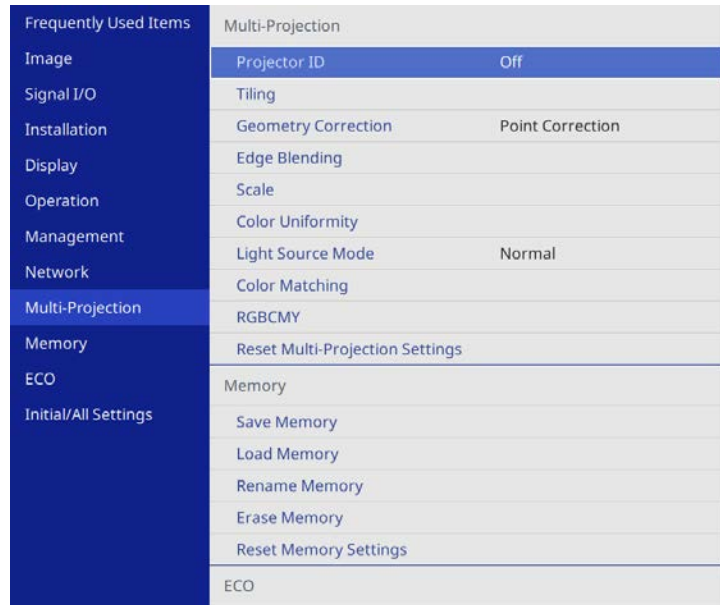 Frequently Used Items
Image
Signal I/O
Installation
Display
Operation
Management
Network
Multi-Projection
Memory
ECO
Initial/All Settings
Multi-Projection
Projector ID Off
Tiling
Geometry Correction Point Correction
Edge Blending
Scale
Color Uniformity
Light Source Mode Normal
Color Matching
RGBCMY
Reset Multi-Projection Settings
Memory
Save Memory
Load Memory
Rename Memory
Erase Memory
Reset Memory Settings
ECO